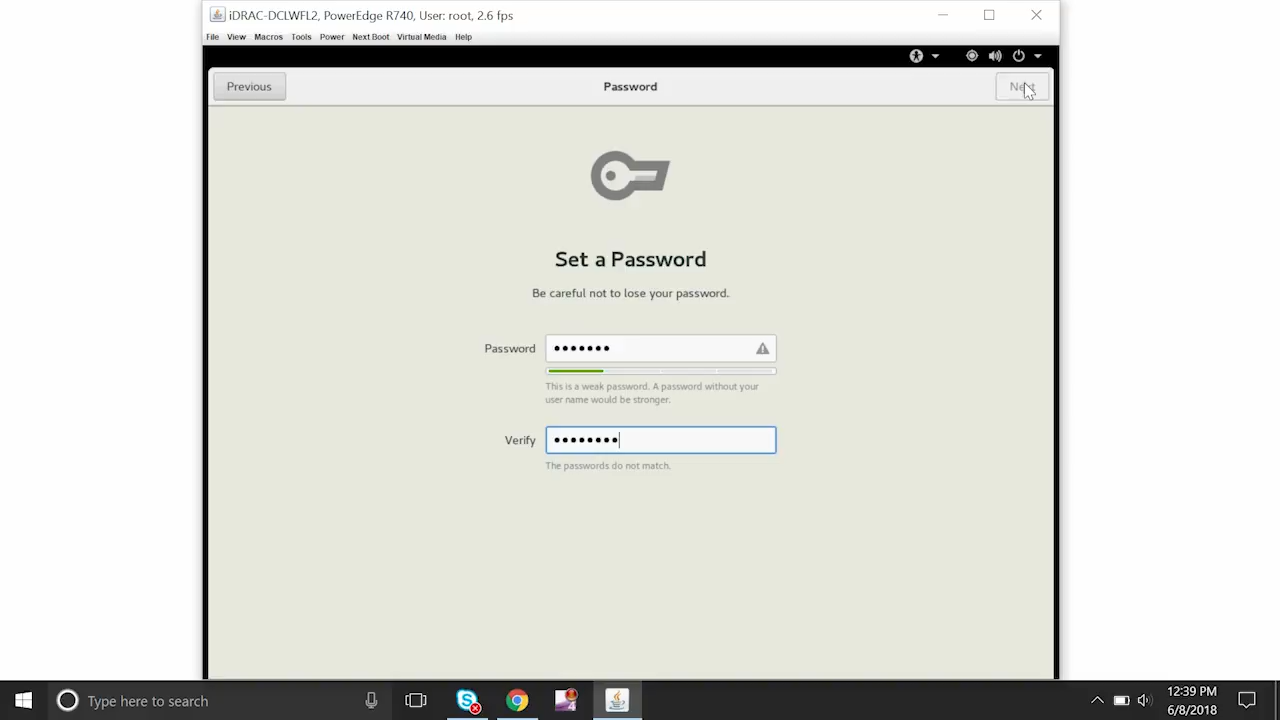 iDRAC-DCLWFL2, PowerEdge R740, User: root, 2.6 fps
File View Macros Tools Power Next Boot Virtual Media Help
Previous
Password
Next
Set a Password
Be careful not to lose your password.
Password
This is a weak password. A password without your
user name would be stronger.
Verify
The passwords do not match.
Type here to search
12:39 PM
6/8/2018